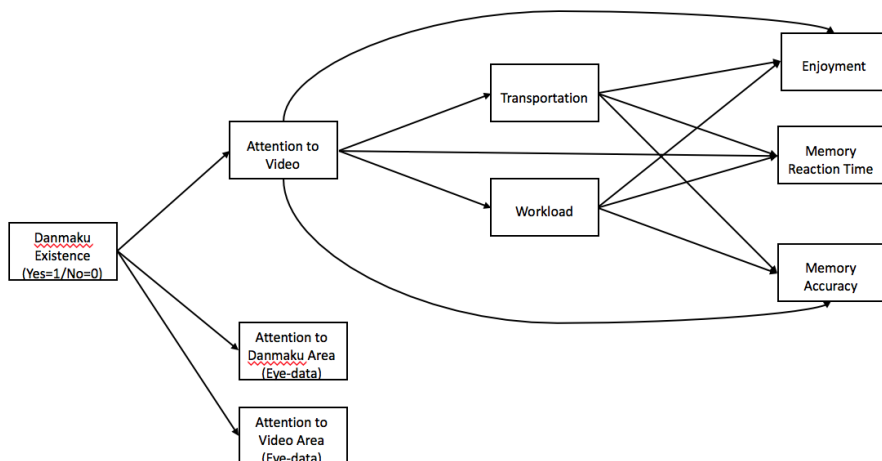 Enjoyment
Transportation
Attention to
Video
Memory
Reaction Time
Workload
Danmaku
Existence
(Yes=1/No=0)
Memory
Accuracy
Attention to
Danmaku Area
(Eye-data)
Attention to
Video Area
(Eye-data)